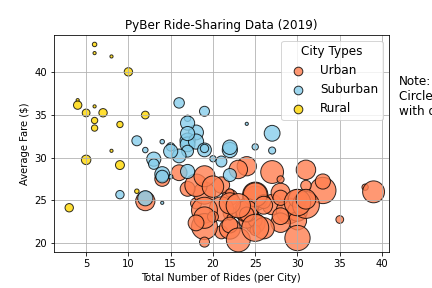 PyBer Ride-Sharing Data (2019)
City Types
Urban
Suburban
Rural
Note:
Circle
with
Average Fare ($)
40
35
30
25
20
5
10
15
20
25
30
35
40
Total Number of Rides (per City)